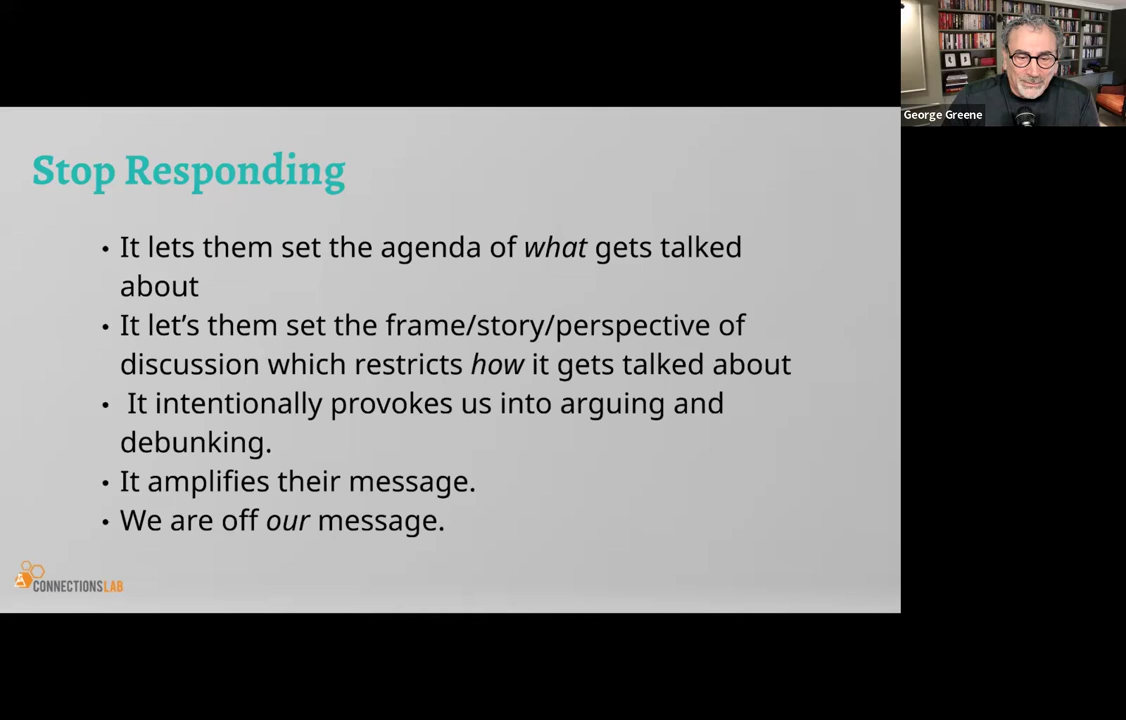 George Greene
Stop Responding
• It lets them set the agenda of what gets talked
about
• It let’s them set the frame/story/perspective of
discussion which restricts how it gets talked about
• It intentionally provokes us into arguing and
debunking.
• It amplifies their message.
• We are off our message.
CONNECTIONSLAB